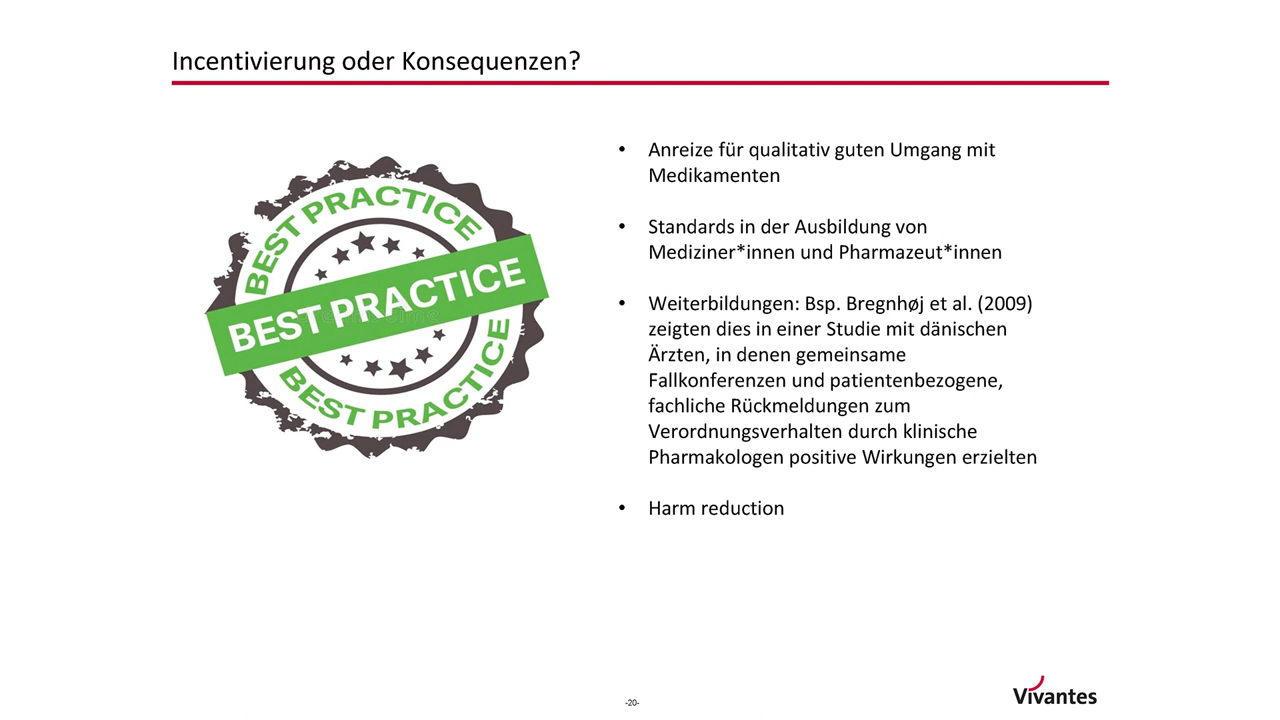 Incentivierung oder Konsequenzen?
BEST PRACTICE
BEST PRACTICE
BEST PRACTICE
• Anreize für qualitativ guten Umgang mit
Medikamenten
• Standards in der Ausbildung von
Mediziner*innen und Pharmazeut*innen
• Weiterbildungen: Bsp. Bregnhøj et al. (2009)
zeigten dies in einer Studie mit dänischen
Ärzten, in denen gemeinsame
Fallkonferenzen und patientenbezogene,
fachliche Rückmeldungen zum
Verordnungsverhalten durch klinische
Pharmakologen positive Wirkungen erzielten
• Harm reduction
-20-
Vivantes